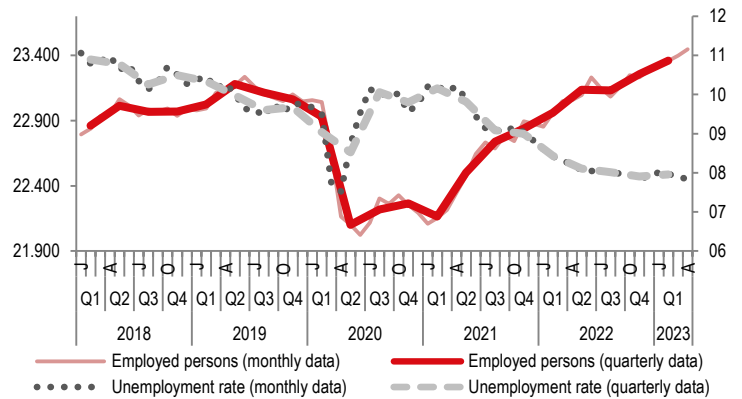 12
23.400 11
10
22.900 09
22.400 08
07
21.900 06
J A J O J A J O J A J O J A J O J A J O J A
Q1 Q2 Q3 Q4 Q1 Q2 Q3 Q4 Q1 Q2 Q3 Q4 Q1 Q2 Q3 Q4 Q1 Q2 Q3 Q4 Q1
2018 2019 2020 2021 2022 2023
Employed persons (monthly data) Employed persons (quarterly data)
Unemployment rate (monthly data) Unemployment rate (quarterly data)